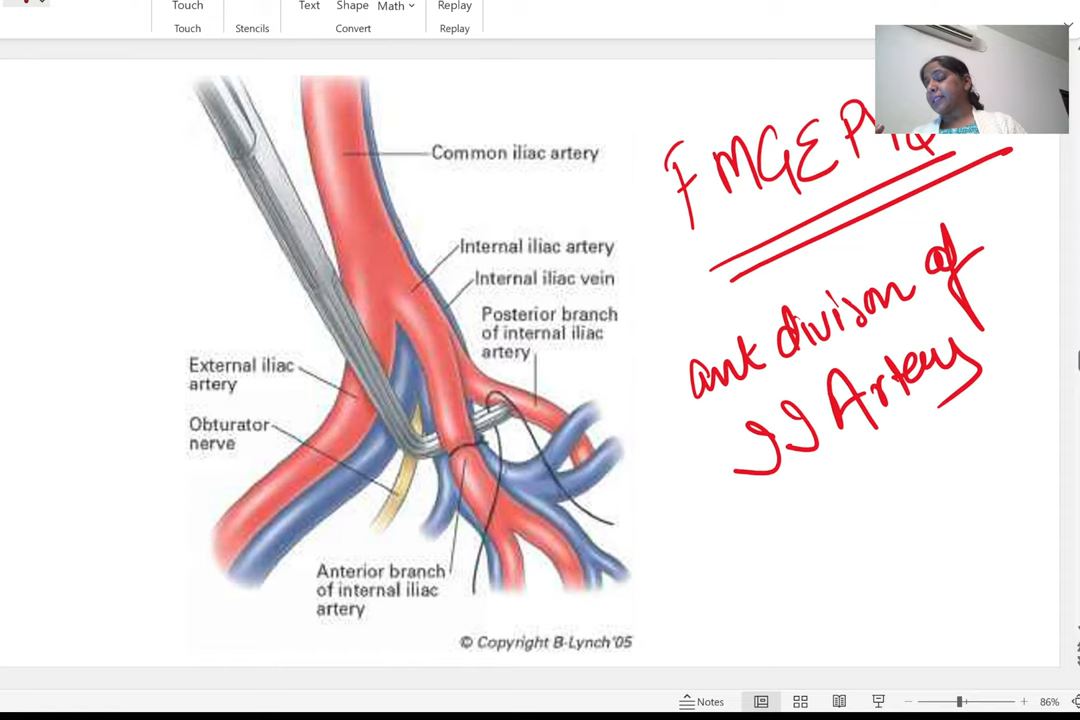 Touch
Text Shape Math
Replay
Touch
Stencils
Convert
Replay
Common iliac artery
Internal iliac artery
Internal iliac vein
Posterior branch
of internal iliac
artery
External iliac
artery
Obturator
nerve
Anterior branch
of internal iliac
artery
© Copyright B-Lynch'05
FMGE
ant divison of
II Artery
Notes
86%